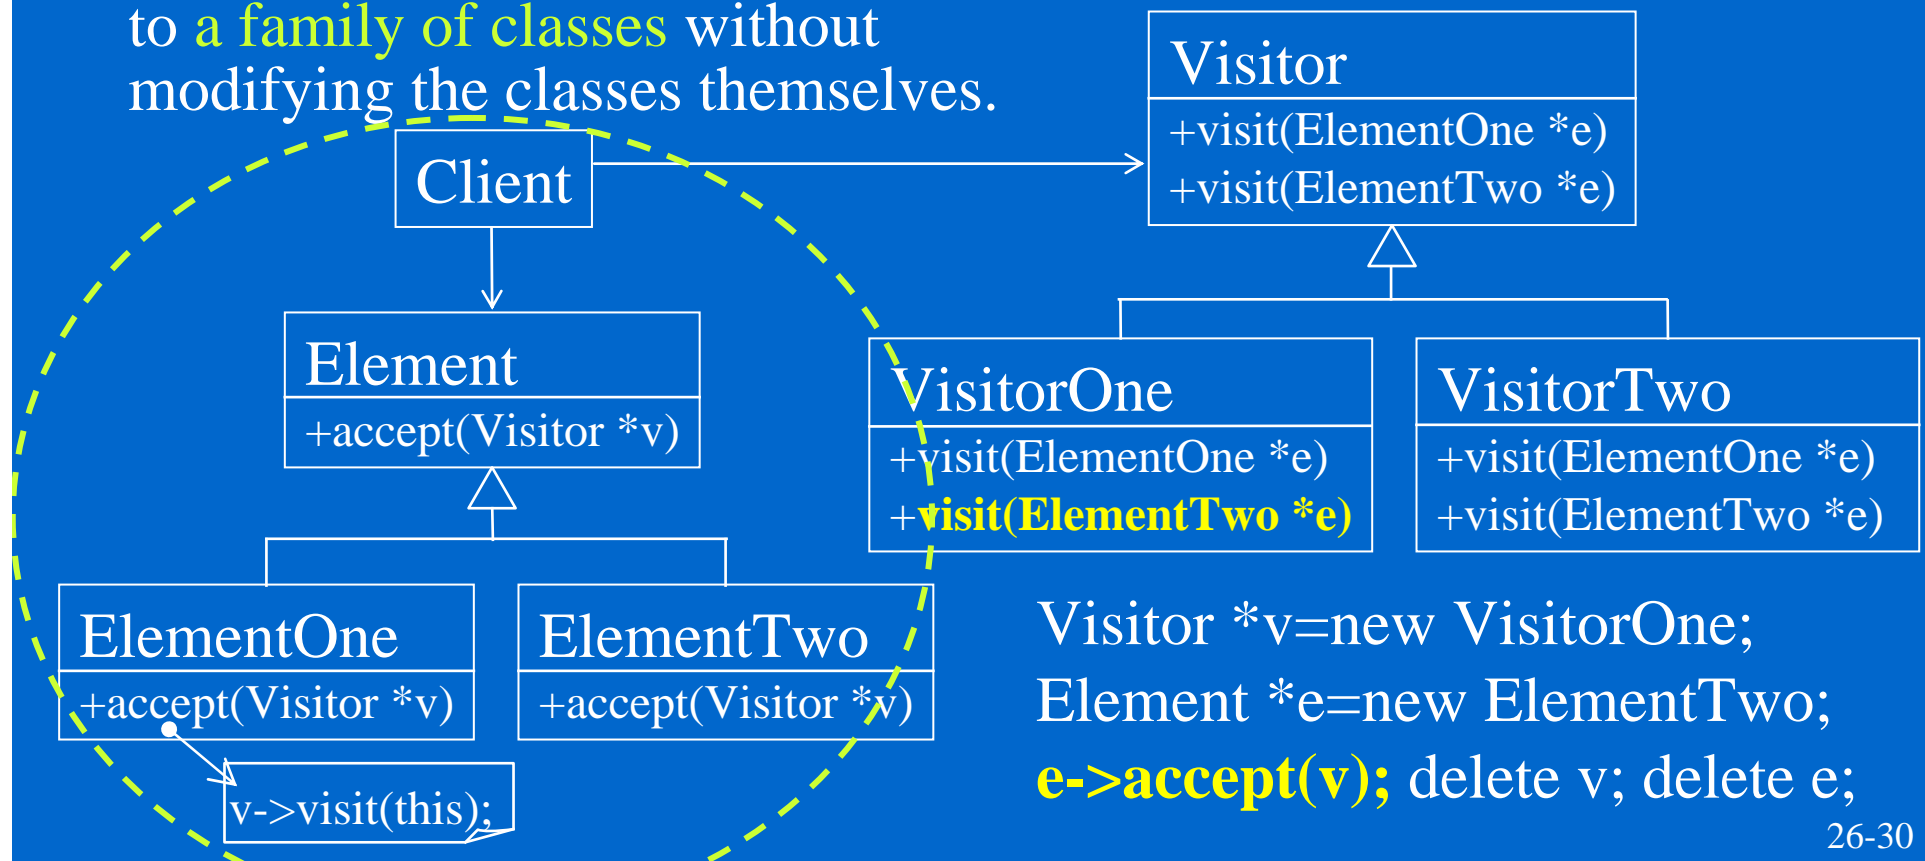 to a family of classes without
modifying the classes themselves.
Client
Visitor
+visit(ElementOne *e)
+visit(ElementTwo *e)
Element
+accept(Visitor *v)
VisitorOne
+visit(ElementOne *e)
+visit(ElementTwo *e)
VisitorTwo
+visit(ElementOne *e)
+visit(ElementTwo *e)
ElementOne
+accept(Visitor *v)
ElementTwo
+accept(Visitor *v)
v->visit(this);
Visitor *v=new VisitorOne;
Element *e=new ElementTwo;
e->accept(v); delete v; delete e;
26-30